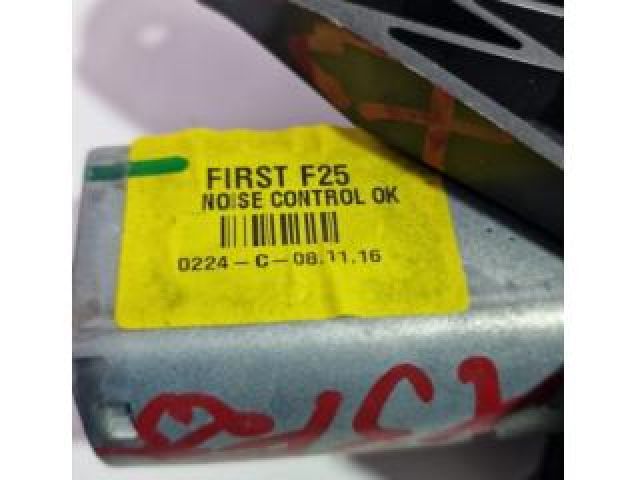 FIRST F25
NOISE CONTROL OK
0224-C-08.11.16